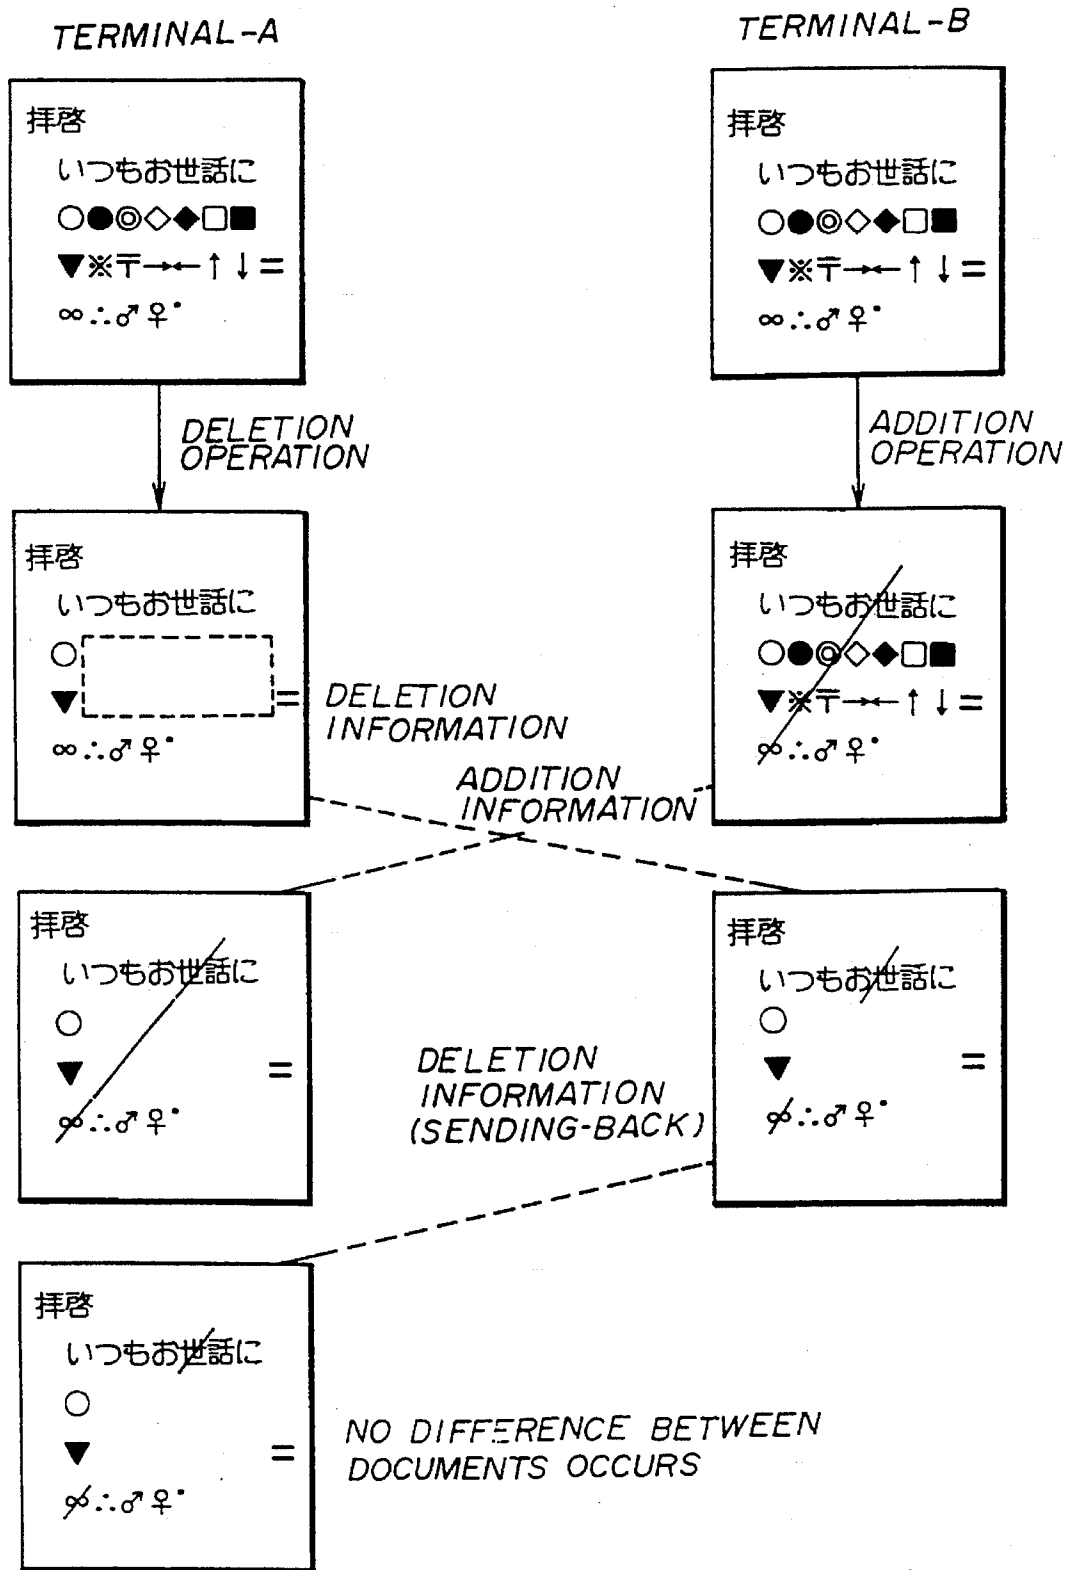 TERMINAL-A
TERMINAL-B
拝啓
いつもお世話に
○●◎◇◆□■
▼※〒→←↑↓=
∞∴♂♀゜
拝啓
いつもお世話に
○●◎◇◆□■
▼※〒→←↑↓=
∞∴♂♀゜
DELETION
OPERATION
ADDITION
OPERATION
拝啓
いつもお世話に
○
▼ =
∞∴♂♀゜
拝啓
いつもお世話に
○●◎◇◆□■
▼※〒→←↑↓=
∞∴♂♀゜
DELETION
INFORMATION
ADDITION
INFORMATION
拝啓
いつもお世話に
○
▼ =
∞∴♂♀゜
拝啓
いつもお世話に
○
▼ =
∞∴♂♀゜
DELETION
INFORMATION
(SENDING-BACK)
拝啓
いつもお世話に
○
▼ =
∞∴♂♀゜
NO DIFFERENCE BETWEEN
DOCUMENTS OCCURS